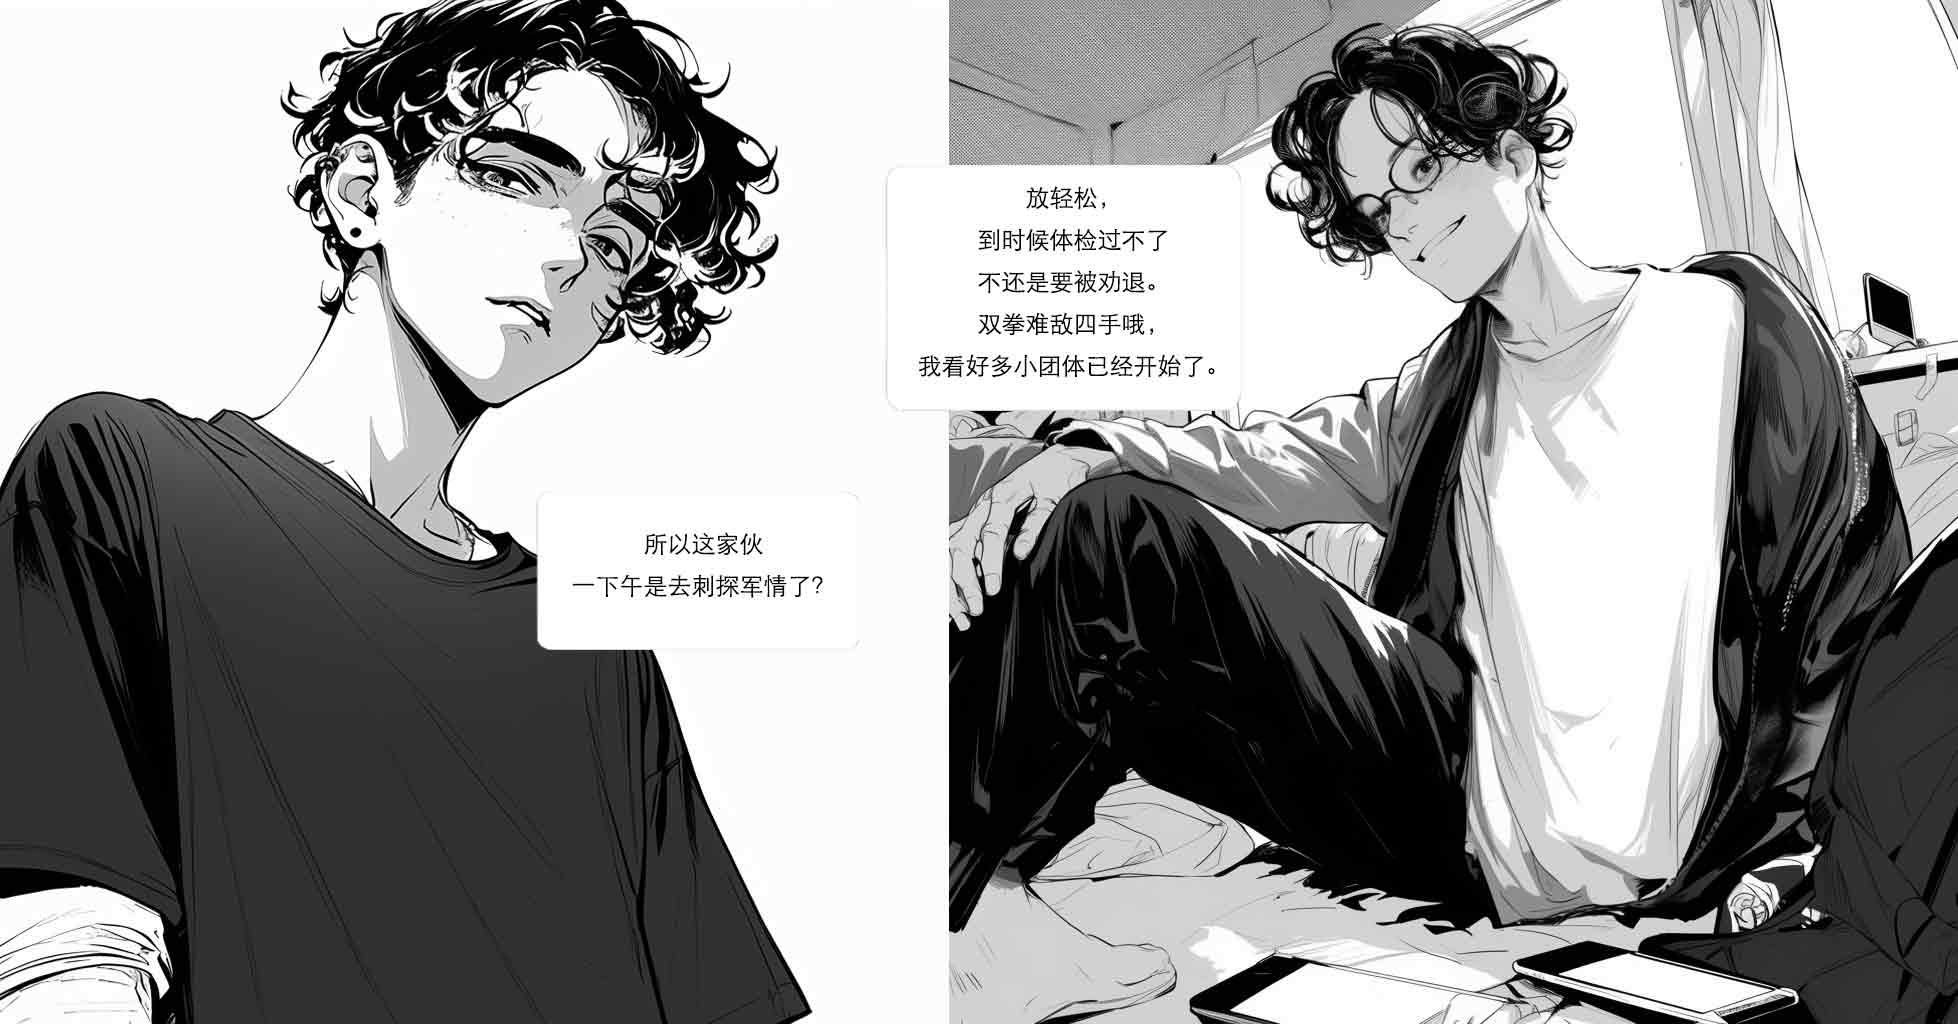 放轻松，
到时候体检过不了
不还是要被劝退。
双拳难敌四手哦，
我看好多小团体已经开始了。
所以这家伙
一下午是去刺探军情了？